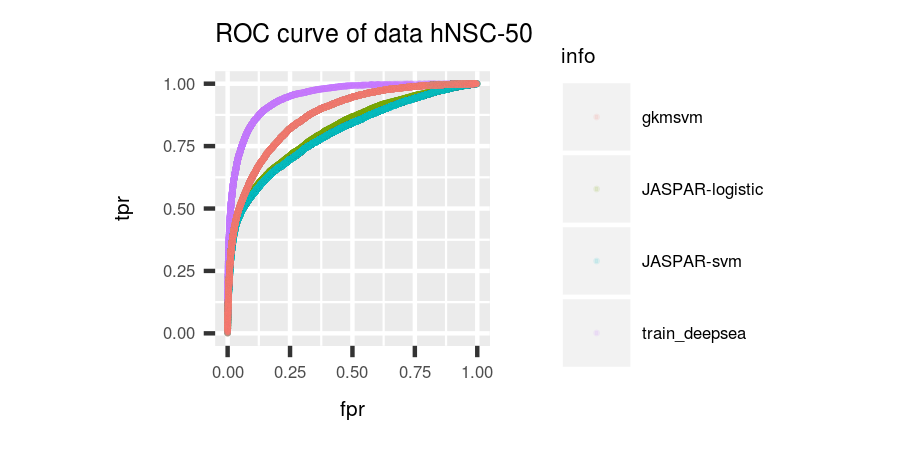 ROC curve of data hNSC-50
info
1.00
0.75
0.50
0.25
0.00
tpr
0.00 0.25 0.50 0.75 1.00
fpr
gkmsvm
JASPAR-logistic
JASPAR-svm
train_deepsea